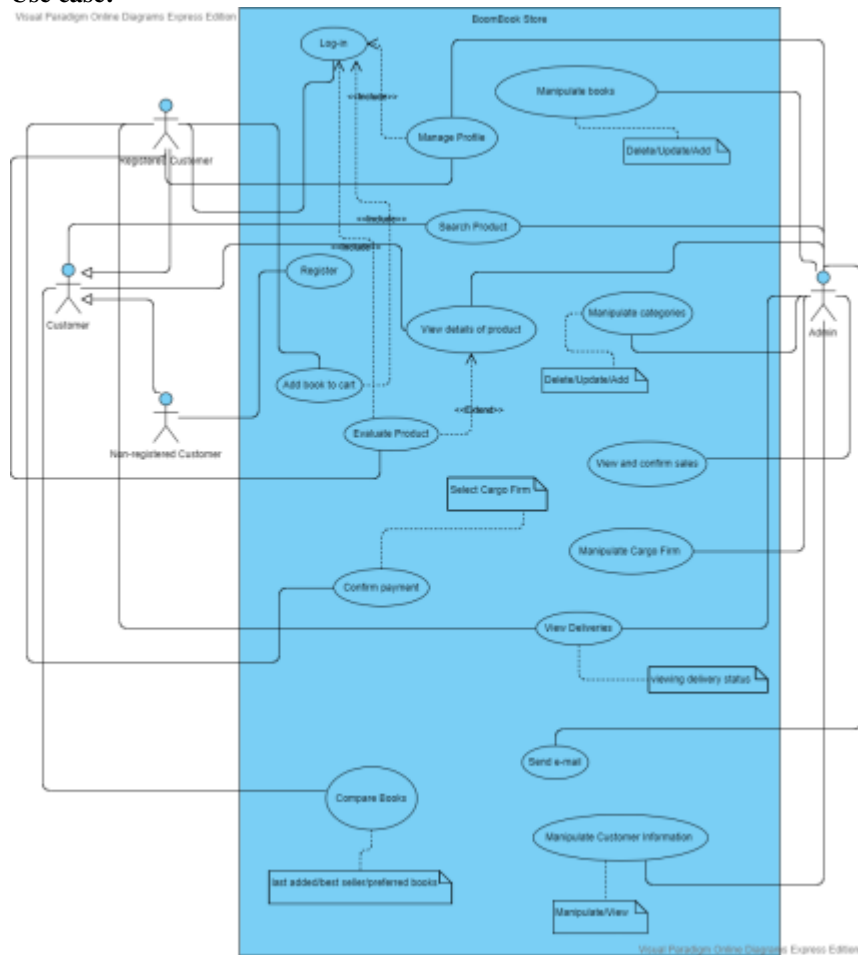 Use case:
Visual Paradigm Online Diagrams Express Edition
BoomBook Store
Log-in
<<Include>>
Manipulate books
Manage Profile
Delete/Update/Add
Registered Customer
<<Include>>
Search Product
<<Include>>
Register
Customer
View details of product
Manipulate categories
Admin
Add book to cart
Delete/Update/Add
<<Extend>>
Evaluate Product
Non-registered Customer
View and confirm sales
Select Cargo Firm
Manipulate Cargo Firm
Confirm payment
View Deliveries
viewing delivery status
Send e-mail
Compare Books
Manipulate Customer Information
last added/best seller/preferred books
Manipulate/View
Visual Paradigm Online Diagrams Express Edition